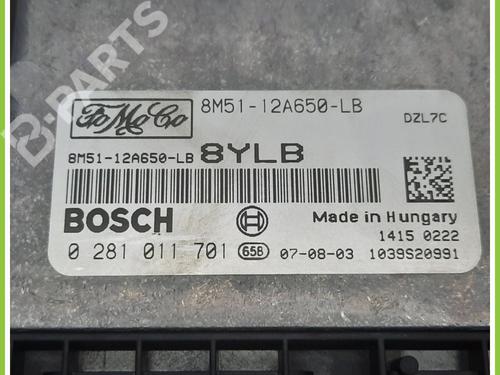 B-PARTS
FoMoCo
8M51-12A650-LB
DZL7C
8M51-12A650-LB 8YLB
BOSCH
Made in Hungary
1415 0222
0 281 011 701 65B 07-08-03 1039S20991